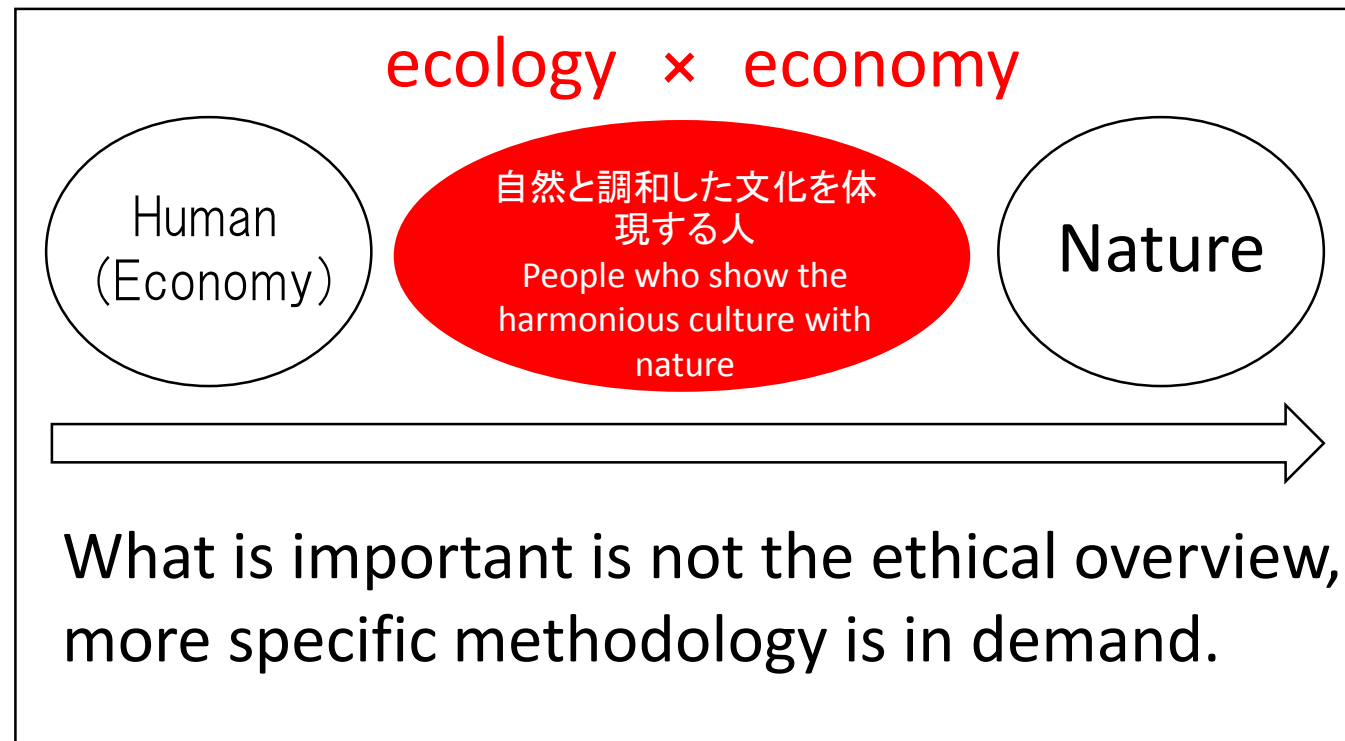 ecology × economy
Human
(Economy)
自然と調和した文化を体
現する人
People who show the
harmonious culture with
nature
Nature
What is important is not the ethical overview,
more specific methodology is in demand.